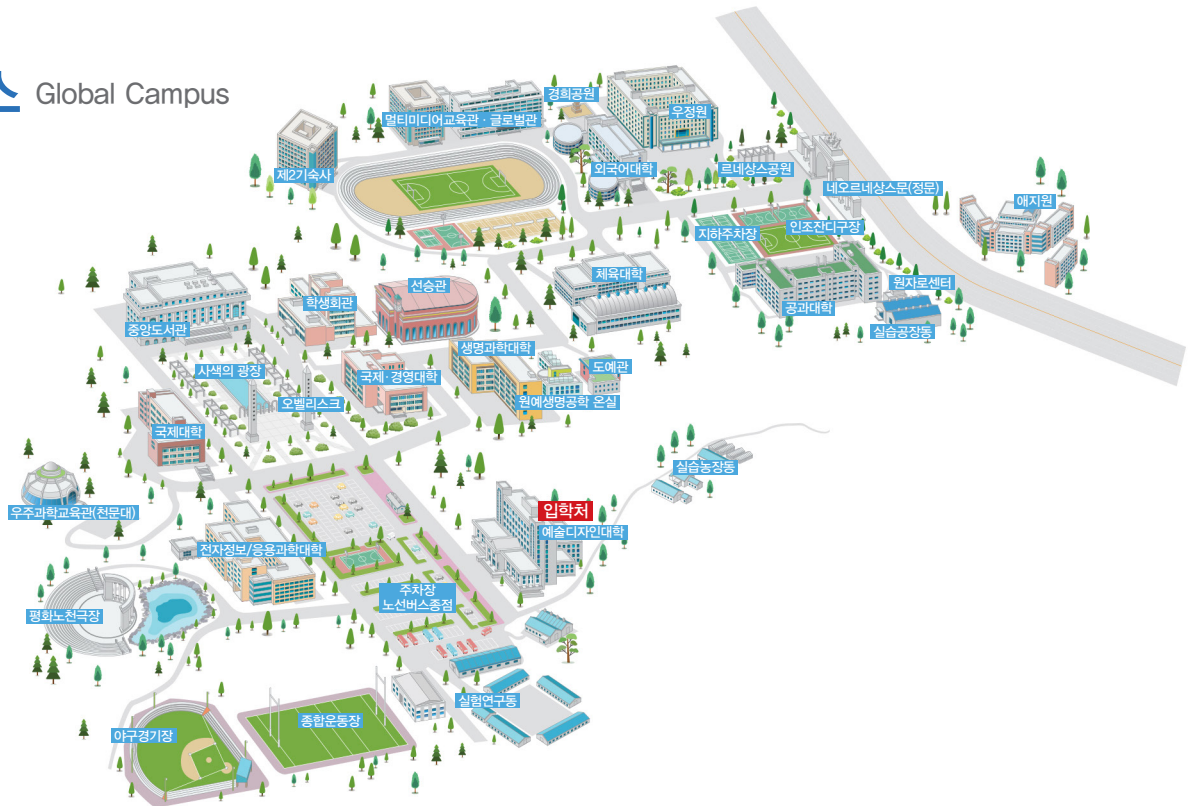 스 Global Campus
경희공원
멀티미디어교육관 · 글로벌관
우정원
제2기숙사
외국어대학
르네상스공원
네오르네상스문(정문)
애지원
지하주차장
인조잔디구장
체육대학
원자로센터
선승관
학생회관
공과대학
중앙도서관
실습공장동
생명과학대학
사색의 광장
도예관
국제·경영대학
오벨리스크
원예생명공학 온실
국제대학
실습농장동
우주과학교육관(천문대)
입학처
예술디자인대학
전자정보/응용과학대학
주차장
노선버스종점
평화노천극장
실험연구동
종합운동장
야구경기장